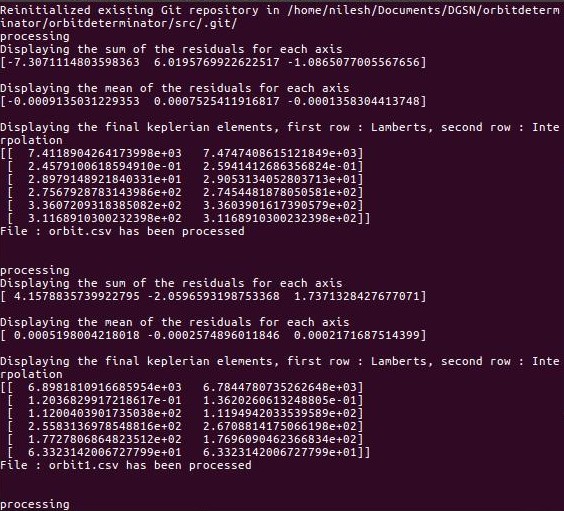 Reinitialized existing Git repository in /home/nilesh/Documents/DGSN/orbitdeterm
inator/orbitdeterminator/src/.git/
processing
Displaying the sum of the residuals for each axis
[-7.3071114803598363  6.0195769922622517 -1.0865077005567656]
Displaying the mean of the residuals for each axis
[-0.0009135031229353  0.0007525411916817 -0.0001358304413748]
Displaying the final keplerian elements, first row : Lamberts, second row : Inte
rpolation
[[  7.4118904264173998e+03   7.4747408615121849e+03]
 [  2.4579100618594910e-01   2.5941412686356824e-01]
 [  2.8979148921840331e+01   2.9053134052803713e+01]
 [  2.7567928783143986e+02   2.7454481878050581e+02]
 [  3.3607209318385082e+02   3.3603901617390579e+02]
 [  3.1168910300232398e+02   3.1168910300232398e+02]]
File : orbit.csv has been processed
processing
Displaying the sum of the residuals for each axis
[ 4.1578835739922795 -2.0596593198753368  1.7371328427677071]
Displaying the mean of the residuals for each axis
[ 0.0005198004218018 -0.0002574896011846  0.0002171687514399]
Displaying the final keplerian elements, first row : Lamberts, second row : Inte
rpolation
[[  6.8981810916685954e+03   6.7844780735262648e+03]
 [  1.2036829917218617e-01   1.3620260613248805e-01]
 [  1.1200403901735038e+02   1.1194942033539589e+02]
 [  2.5583136978548816e+02   2.6708814175066198e+02]
 [  1.7727806864823512e+02   1.7696090462366834e+02]
 [  6.3323142006727799e+01   6.3323142006727799e+01]]
File : orbit1.csv has been processed
processing